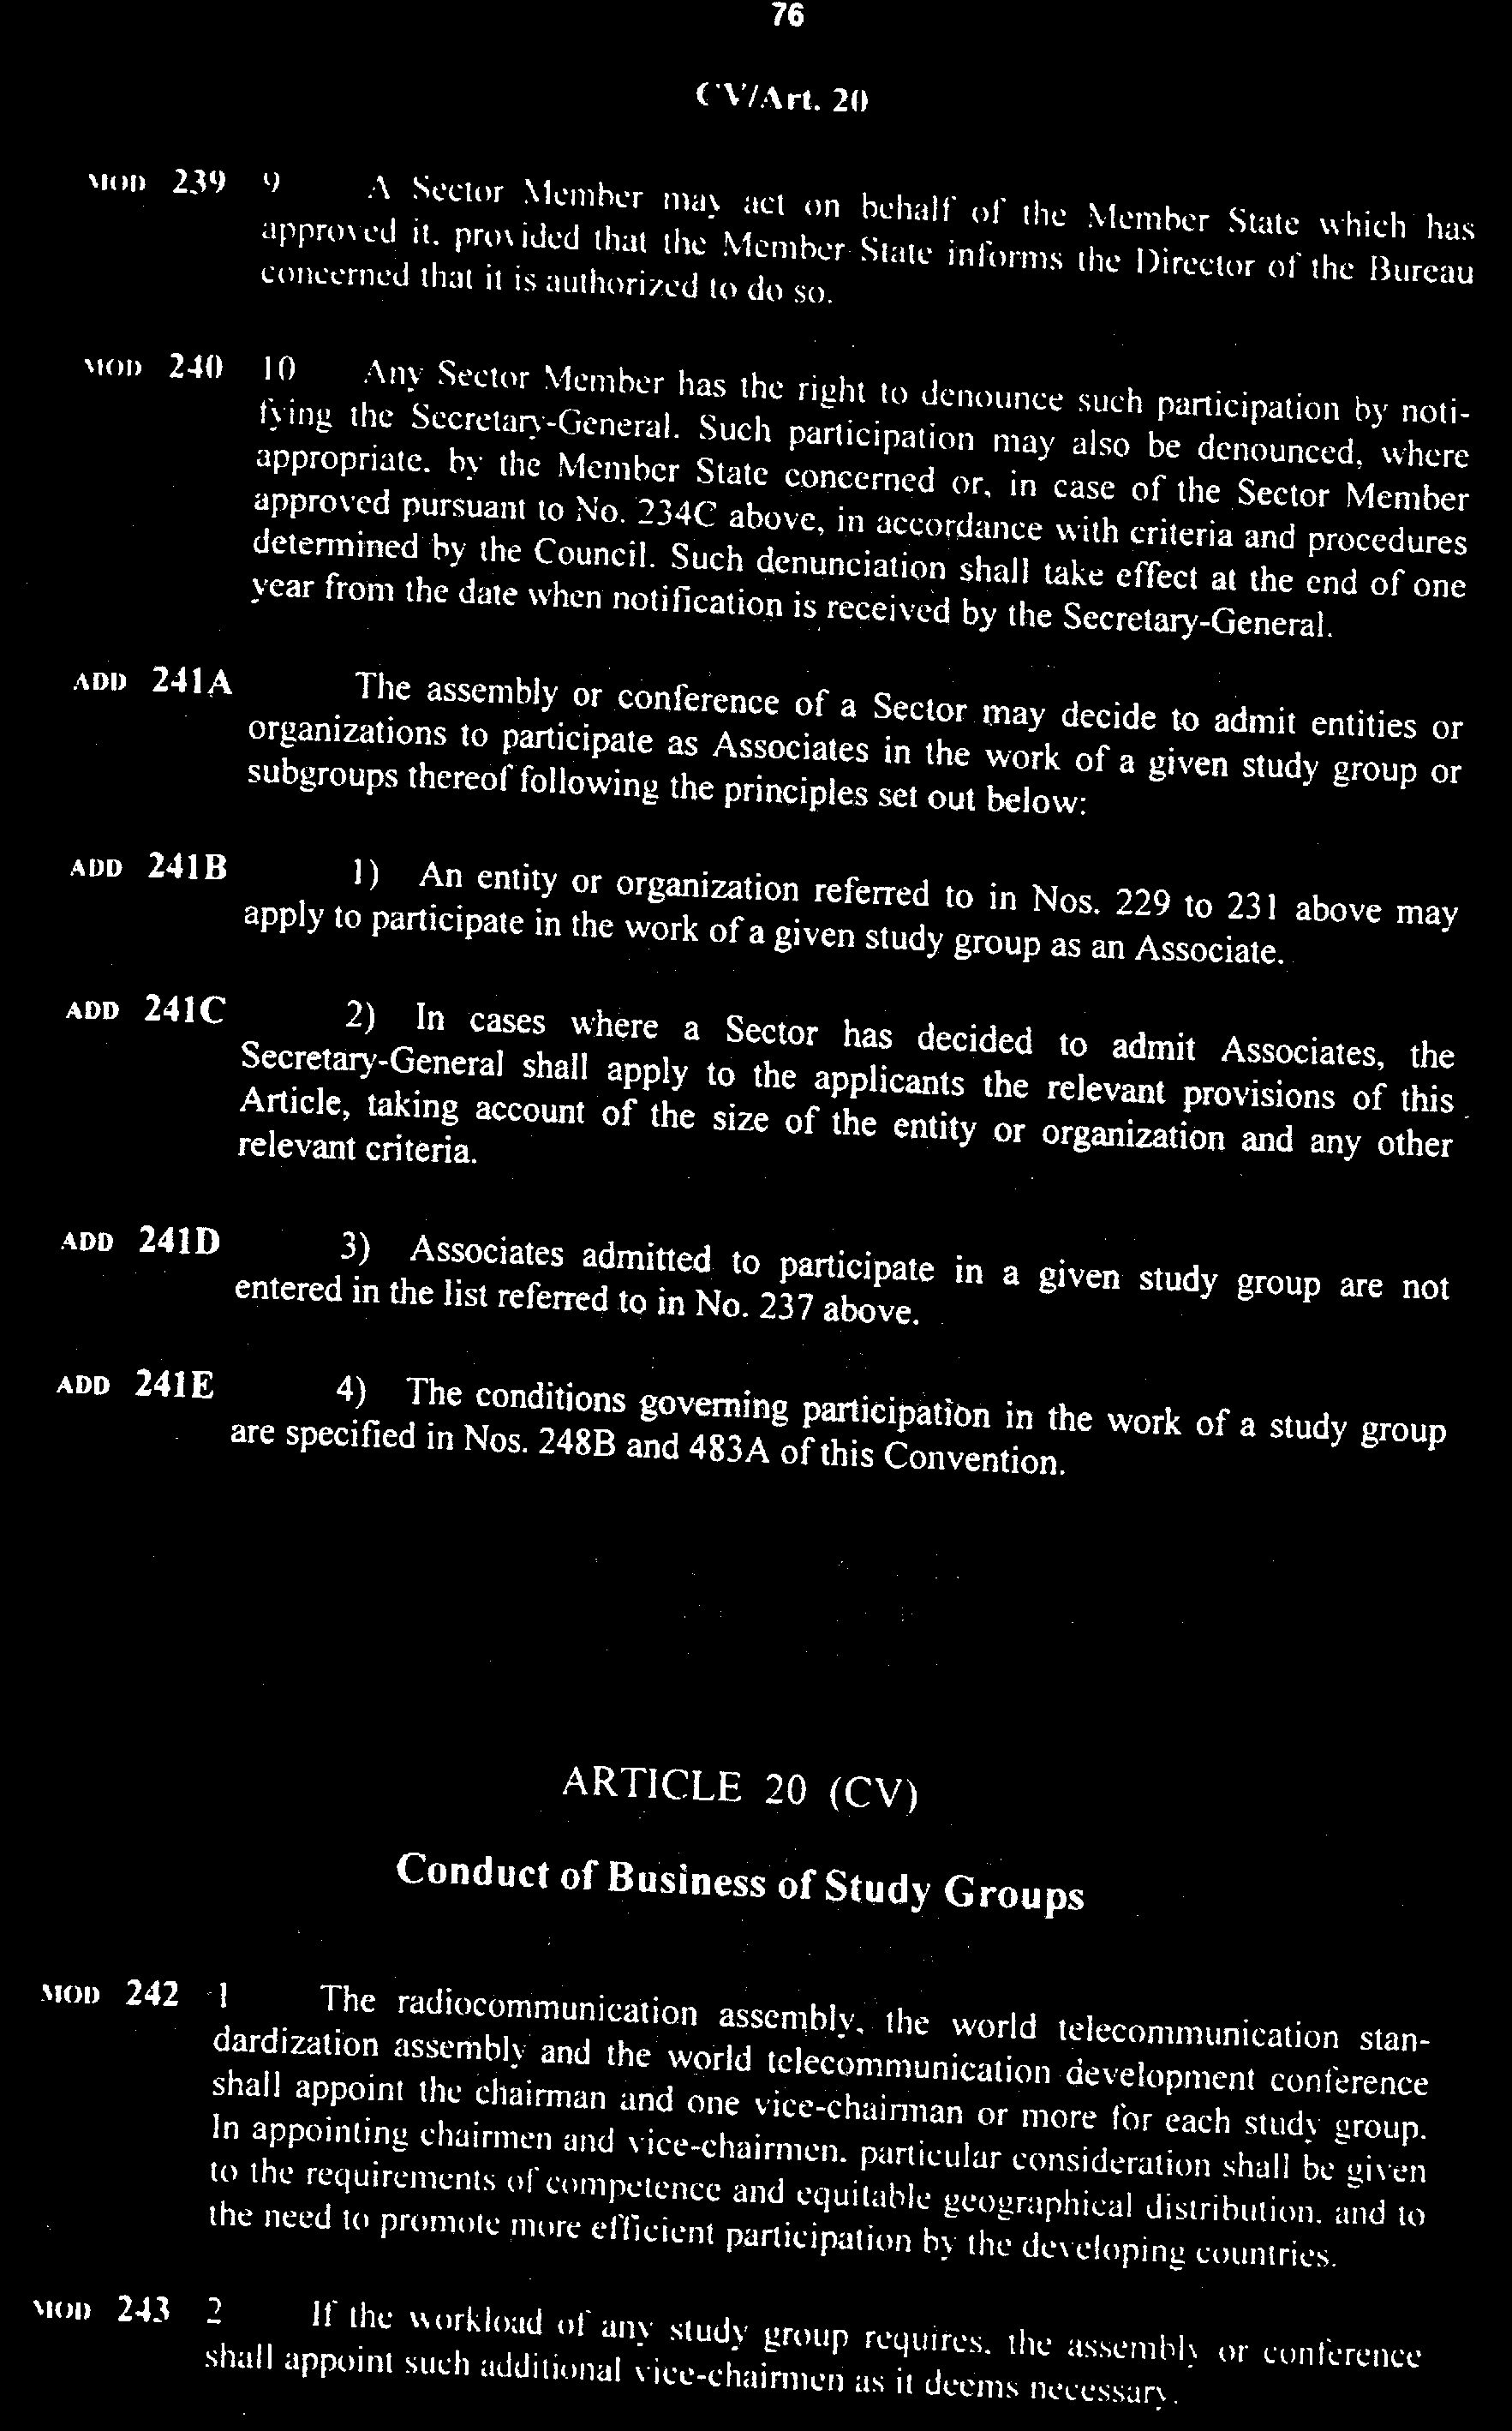 76
CV/Art. 20
MOD 239 9 A Sector Member may act on behalf of the Member State which has
approved it, provided that the Member State informs the Director of the Bureau
concerned that it is authorized to do so.
MOD 240 10 Any Sector Member has the right to denounce such participation by noti-
fying the Secretary-General. Such participation may also be denounced, where
appropriate, by the Member State concerned or, in case of the Sector Member
approved pursuant to No. 234C above, in accordance with criteria and procedures
determined by the Council. Such denunciation shall take effect at the end of one
year from the date when notification is received by the Secretary-General.
ADD 241A The assembly or conference of a Sector may decide to admit entities or
organizations to participate as Associates in the work of a given study group or
subgroups thereof following the principles set out below:
ADD 241B 1) An entity or organization referred to in Nos. 229 to 231 above may
apply to participate in the work of a given study group as an Associate.
ADD 241C 2) In cases where a Sector has decided to admit Associates, the
Secretary-General shall apply to the applicants the relevant provisions of this
Article, taking account of the size of the entity or organization and any other
relevant criteria.
ADD 241D 3) Associates admitted to participate in a given study group are not
entered in the list referred to in No. 237 above.
ADD 241E 4) The conditions governing participation in the work of a study group
are specified in Nos. 248B and 483A of this Convention.
ARTICLE 20 (CV)
Conduct of Business of Study Groups
MOD 242 1 The radiocommunication assembly, the world telecommunication stan-
dardization assembly and the world telecommunication development conference
shall appoint the chairman and one vice-chairman or more for each study group.
In appointing chairmen and vice-chairmen, particular consideration shall be given
to the requirements of competence and equitable geographical distribution, and to
the need to promote more efficient participation by the developing countries.
MOD 243 2 If the workload of any study group requires, the assembly or conference
shall appoint such additional vice-chairmen as it deems necessary.